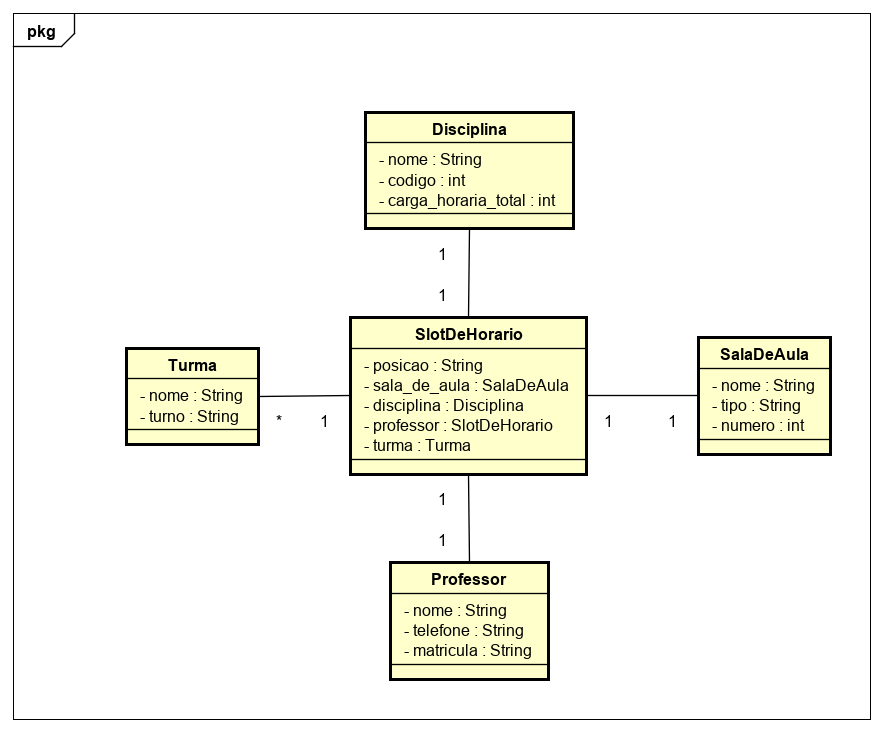 pkg
Disciplina
- nome : String
- codigo : int
- carga_horaria_total : int
1
1
SlotDeHorario
- posicao : String
- sala_de_aula : SalaDeAula
- disciplina : Disciplina
- professor : SlotDeHorario
- turma : Turma
Turma
- nome : String
- turno : String
* 1
SalaDeAula
- nome : String
- tipo : String
- numero : int
1 1
1
1
Professor
- nome : String
- telefone : String
- matricula : String